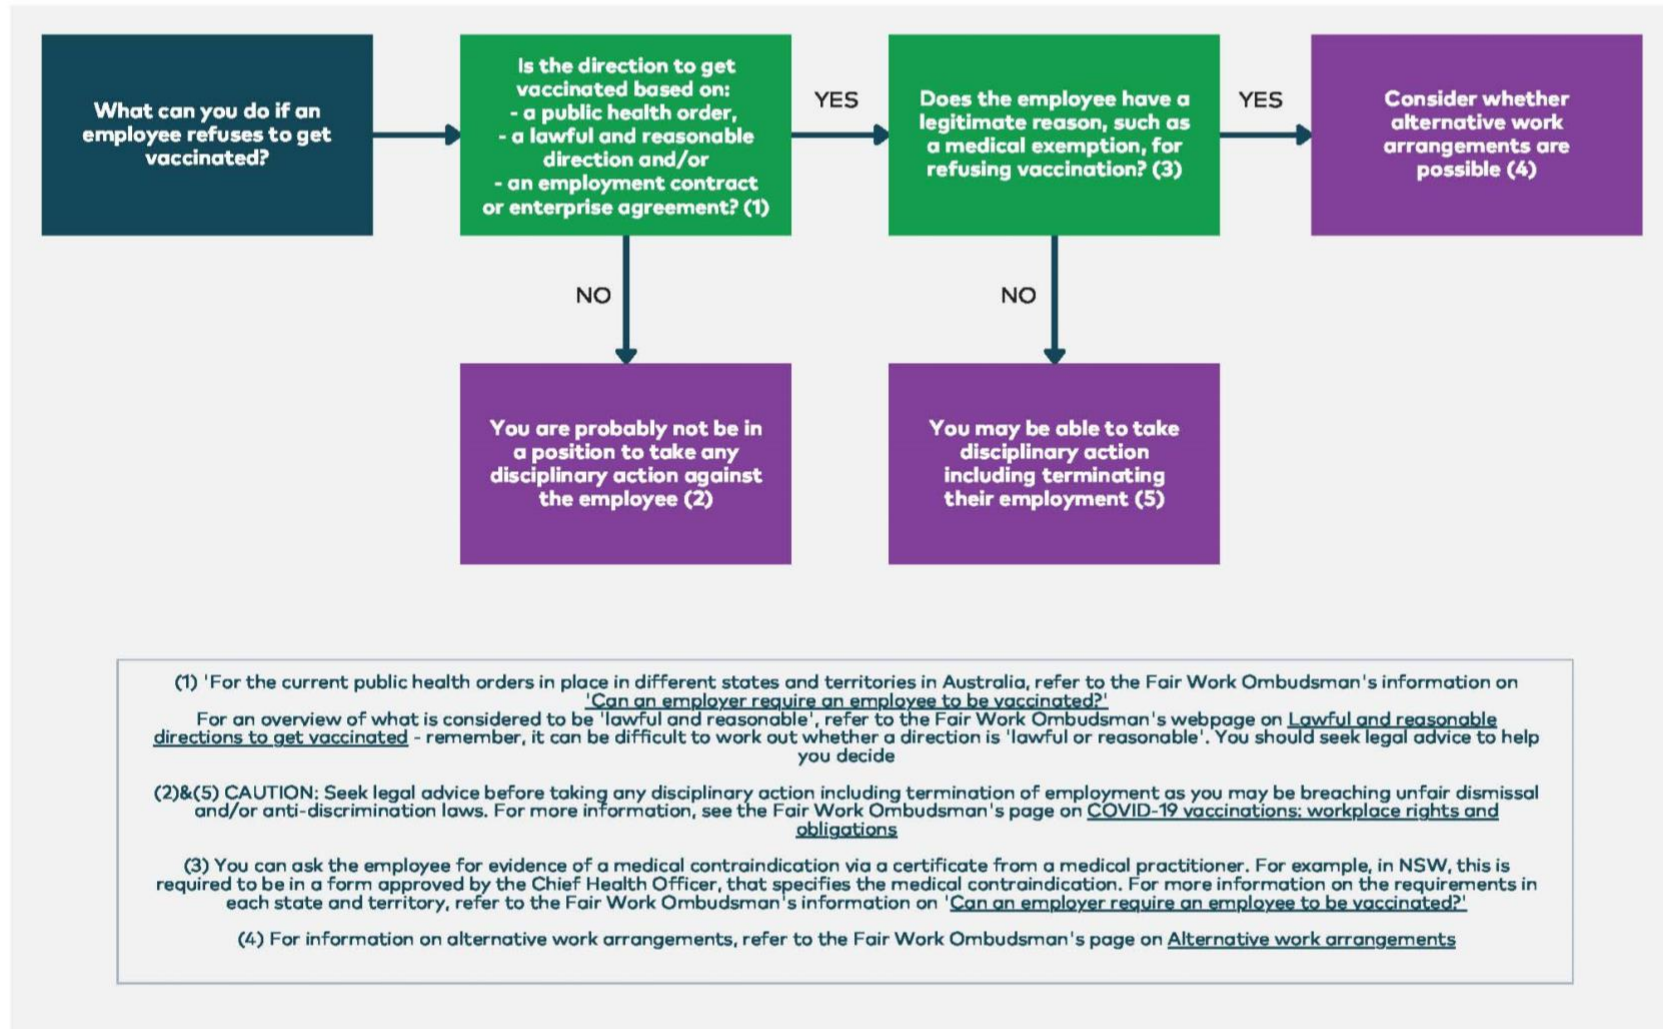 What can you do if an
employee refuses to get
vaccinated?
Is the direction to get
vaccinated based on:
- a public health order,
- a lawful and reasonable
direction and/or
- an employment contract
or enterprise agreement? (1)
YES
Does the employee have a
legitimate reason, such as
a medical exemption, for
refusing vaccination? (3)
YES
Consider whether
alternative work
arrangements are
possible (4)
NO
NO
You are probably not be in
a position to take any
disciplinary action against
the employee (2)
You may be able to take
disciplinary action
including terminating
their employment (5)
(1) 'For the current public health orders in place in different states and territories in Australia, refer to the Fair Work Ombudsman's information on
'Can an employer require an employee to be vaccinated?'
For an overview of what is considered to be 'lawful and reasonable', refer to the Fair Work Ombudsman's webpage on Lawful and reasonable
directions to get vaccinated - remember, it can be difficult to work out whether a direction is 'lawful or reasonable'. You should seek legal advice to help
you decide
(2)&(5) CAUTION: Seek legal advice before taking any disciplinary action including termination of employment as you may be breaching unfair dismissal
and/or anti-discrimination laws. For more information, see the Fair Work Ombudsman's page on COVID-19 vaccinations: workplace rights and
obligations
(3) You can ask the employee for evidence of a medical contraindication via a certificate from a medical practitioner. For example, in NSW, this is
required to be in a form approved by the Chief Health Officer, that specifies the medical contraindication. For more information on the requirements in
each state and territory, refer to the Fair Work Ombudsman's information on 'Can an employer require an employee to be vaccinated?'
(4) For information on alternative work arrangements, refer to the Fair Work Ombudsman's page on Alternative work arrangements